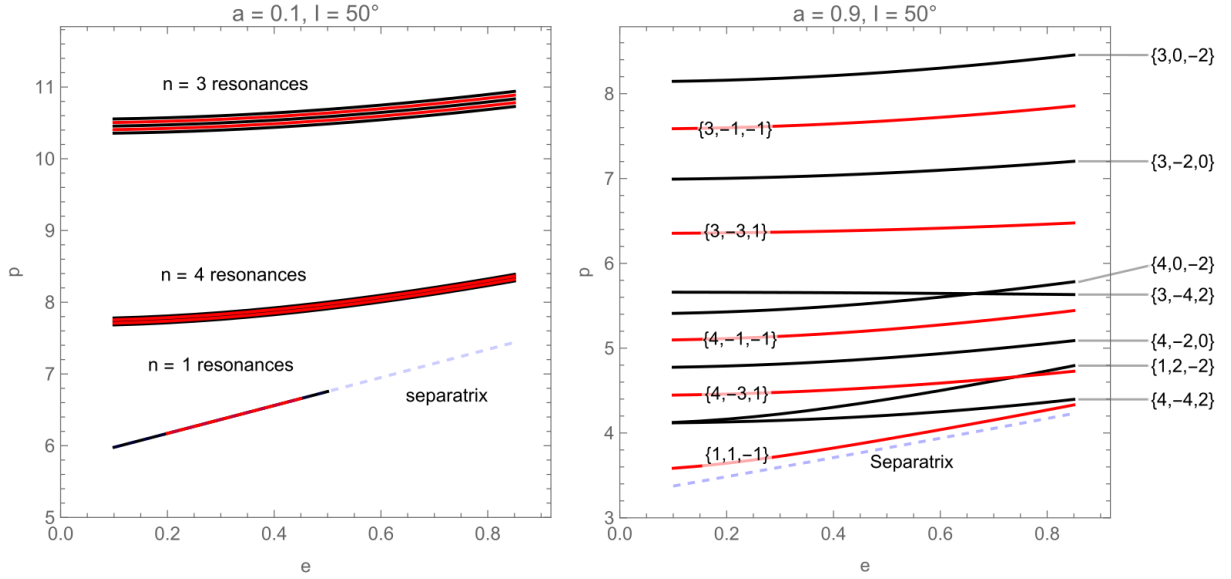 a = 0.1, I = 50°
n = 3 resonances
n = 4 resonances
n = 1 resonances
separatrix
p
11
10
9
8
7
6
5
0.0 0.2 0.4 0.6 0.8
e
a = 0.9, I = 50°
{3,0,−2}
{3,−1,−1}
{3,−2,0}
{3,−3,1}
{4,0,−2}
{3,−4,2}
{4,−1,−1}
{4,−2,0}
{1,2,−2}
{4,−3,1}
{4,−4,2}
{1,1,−1}
Separatrix
p
8
7
6
5
4
3
0.0 0.2 0.4 0.6 0.8
e